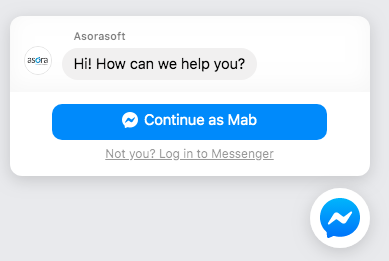 Asorasoft
asora
Hi! How can we help you?
Continue as Mab
Not you? Log in to Messenger